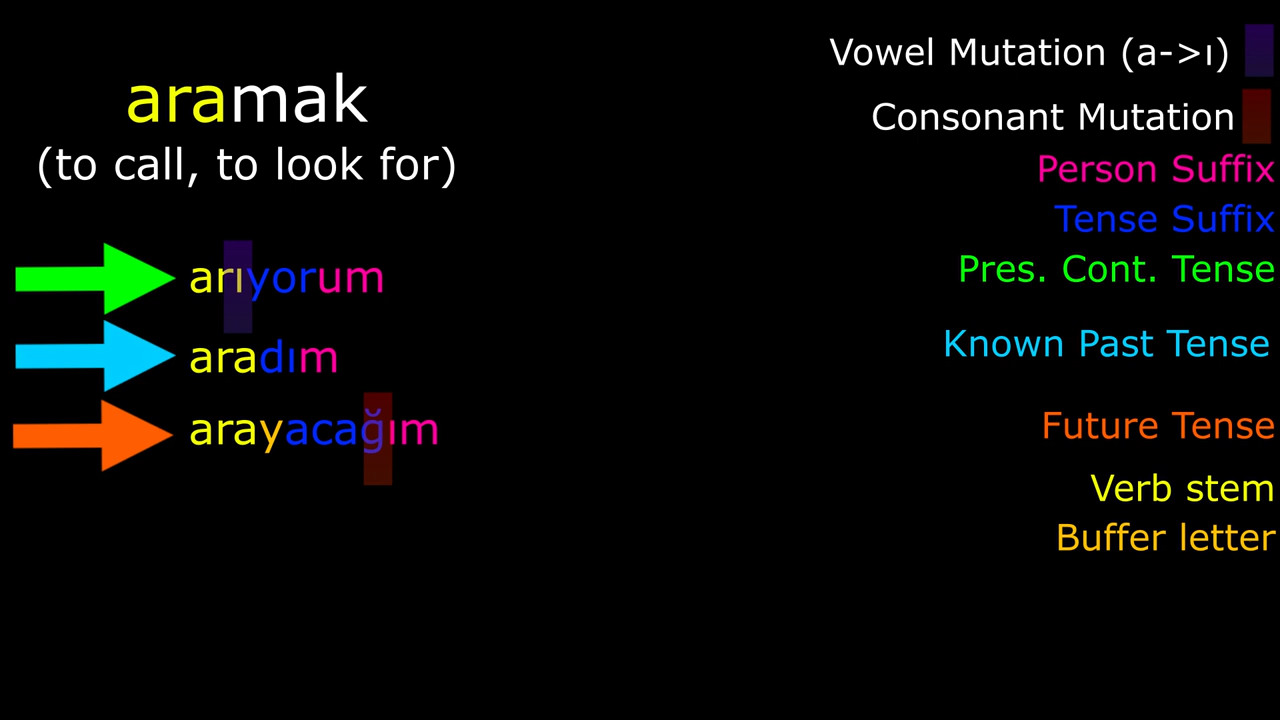 aramak
(to call, to look for)
arıyorum
aradım
arayacağım
Vowel Mutation (a->ı)
Consonant Mutation
Person Suffix
Tense Suffix
Pres. Cont. Tense
Known Past Tense
Future Tense
Verb stem
Buffer letter